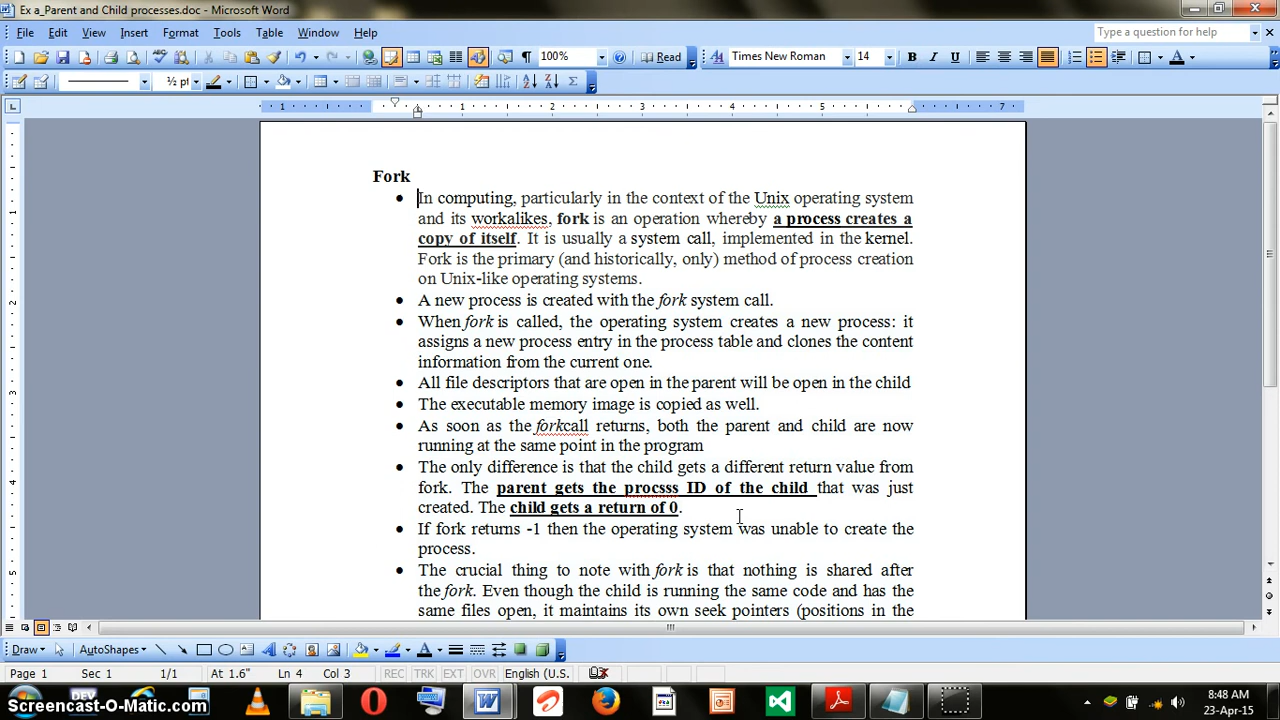 Ex a_Parent and Child processes.doc - Microsoft Word
File Edit View Insert Format Tools Table Window Help
Type a question for help
100%
Read
Times New Roman
14
B I U
½ pt
1 1 2 3 4 5 7
Fork
• In computing, particularly in the context of the Unix operating system
and its workalikes, fork is an operation whereby a process creates a
copy of itself. It is usually a system call, implemented in the kernel.
Fork is the primary (and historically, only) method of process creation
on Unix-like operating systems.
• A new process is created with the fork system call.
• When fork is called, the operating system creates a new process: it
assigns a new process entry in the process table and clones the content
information from the current one.
• All file descriptors that are open in the parent will be open in the child
• The executable memory image is copied as well.
• As soon as the forkcall returns, both the parent and child are now
running at the same point in the program
• The only difference is that the child gets a different return value from
fork. The parent gets the procsss ID of the child that was just
created. The child gets a return of 0.
• If fork returns -1 then the operating system was unable to create the
process.
• The crucial thing to note with fork is that nothing is shared after
the fork. Even though the child is running the same code and has the
same files open, it maintains its own seek pointers (positions in the
Draw AutoShapes
Page 1 Sec 1 1/1 At 1.6" Ln 4 Col 3 REC TRK EXT OVR English (U.S.
DEV
Screencast-O-Matic.com
8:48 AM
23-Apr-15